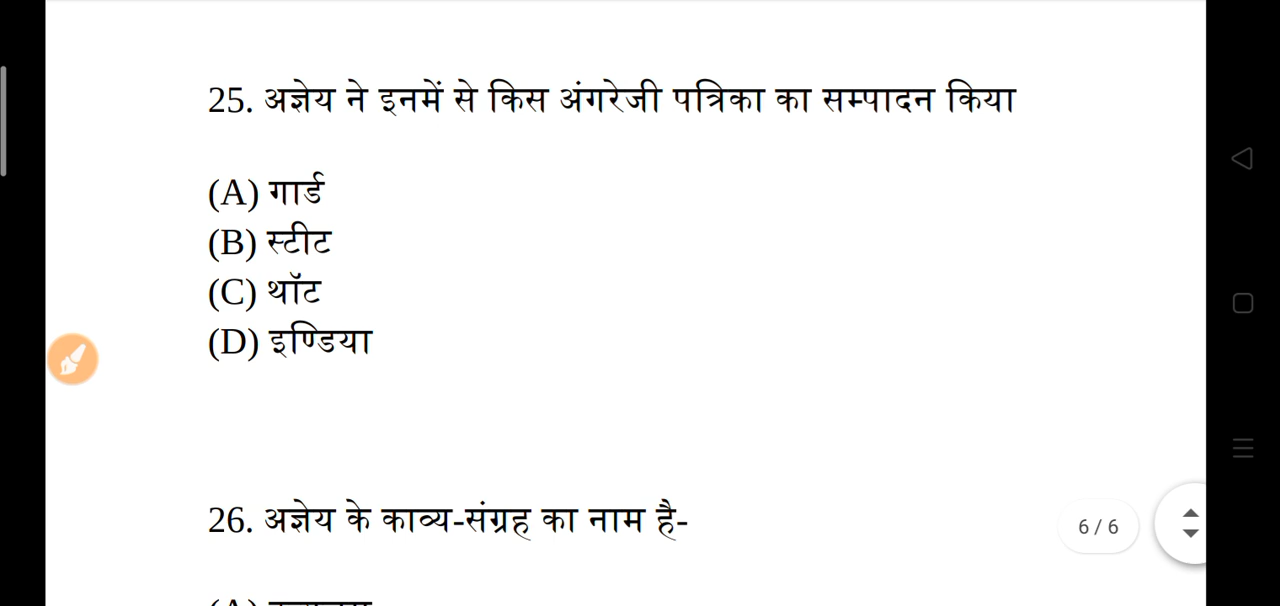 25. अज्ञेय ने इनमें से किस अंगरेजी पत्रिका का सम्पादन किया
(A) गार्ड
(B) स्टीट
(C) थॉट
(D) इण्डिया
26. अज्ञेय के काव्य-संग्रह का नाम है-
6 / 6
(A)